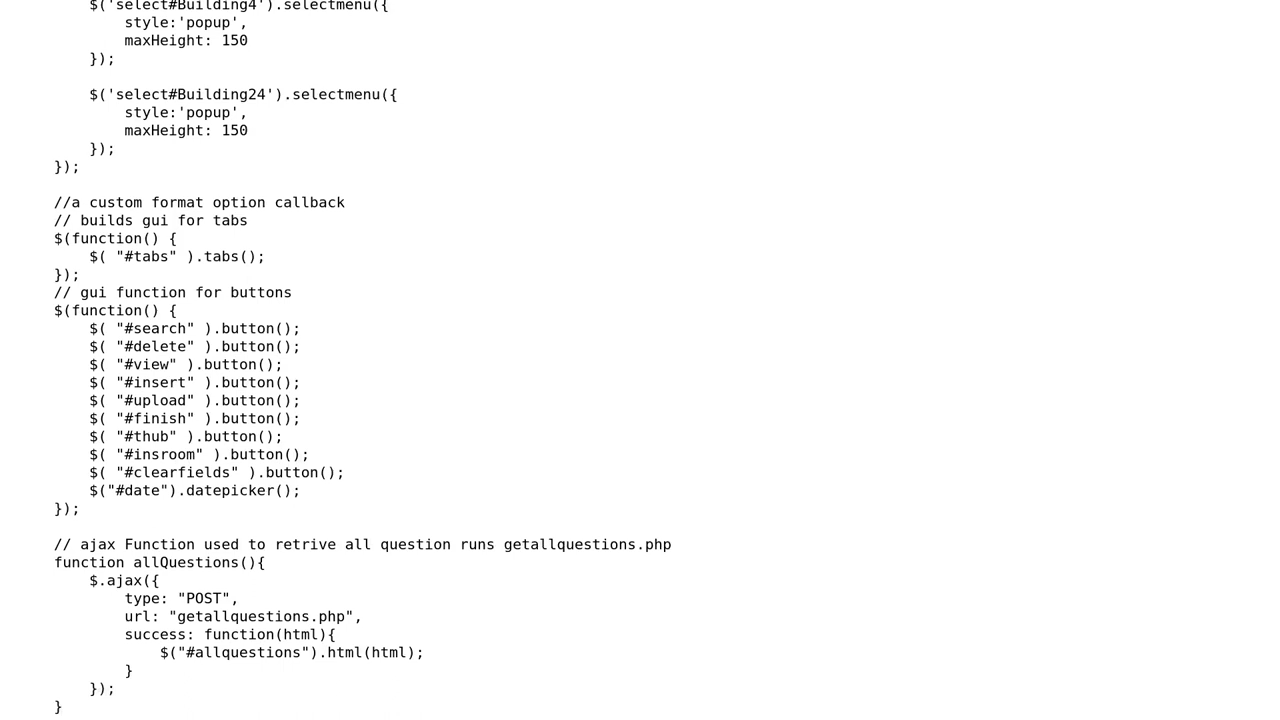 $('select#Building4').selectmenu({
        style:'popup',
        maxHeight: 150
    });

    $('select#Building24').selectmenu({
        style:'popup',
        maxHeight: 150
    });
});

//a custom format option callback
// builds gui for tabs
$(function() {
    $( "#tabs" ).tabs();
});
// gui function for buttons
$(function() {
    $( "#search" ).button();
    $( "#delete" ).button();
    $( "#view" ).button();
    $( "#insert" ).button();
    $( "#upload" ).button();
    $( "#finish" ).button();
    $( "#thub" ).button();
    $( "#insroom" ).button();
    $( "#clearfields" ).button();
    $("#date").datepicker();
});

// ajax Function used to retrive all question runs getallquestions.php
function allQuestions(){
    $.ajax({
        type: "POST",
        url: "getallquestions.php",
        success: function(html){
            $("#allquestions").html(html);
        }
    });
}